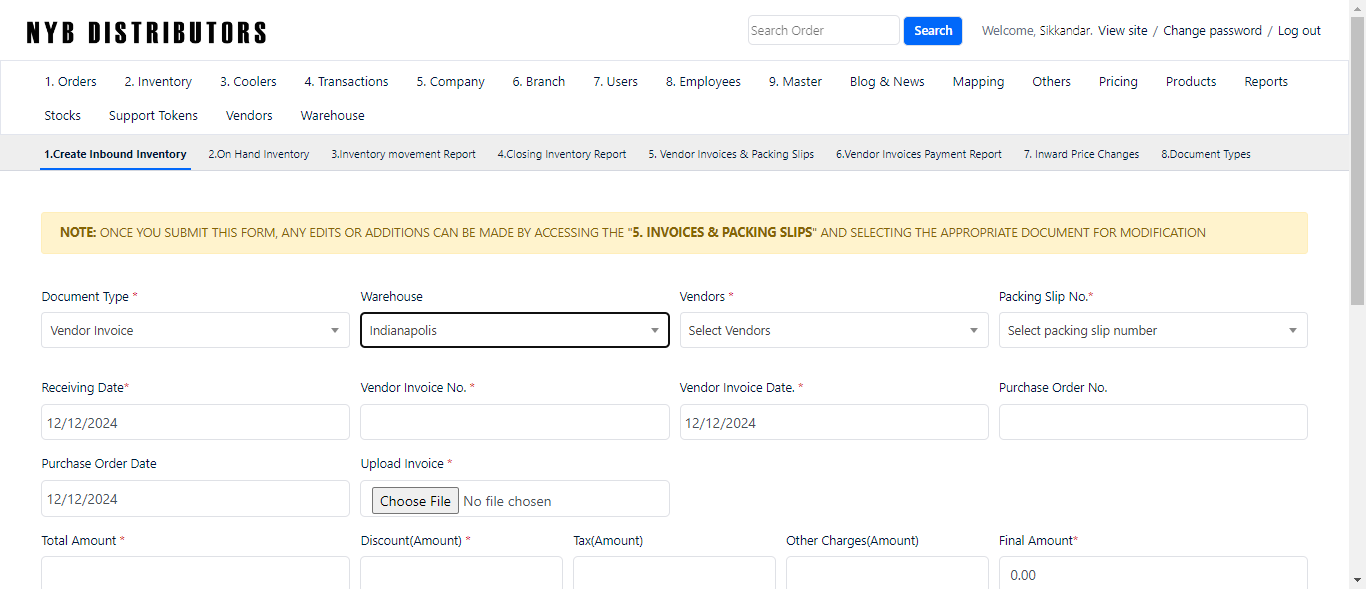 NYB DISTRIBUTORS
Search Order
Search
Welcome, Sikkandar. View site / Change password / Log out
1. Orders 2. Inventory 3. Coolers 4. Transactions 5. Company 6. Branch 7. Users 8. Employees 9. Master Blog & News Mapping Others Pricing Products Reports
Stocks Support Tokens Vendors Warehouse
1.Create Inbound Inventory 2.On Hand Inventory 3.Inventory movement Report 4.Closing Inventory Report 5. Vendor Invoices & Packing Slips 6.Vendor Invoices Payment Report 7. Inward Price Changes 8.Document Types
NOTE: ONCE YOU SUBMIT THIS FORM, ANY EDITS OR ADDITIONS CAN BE MADE BY ACCESSING THE "5. INVOICES & PACKING SLIPS" AND SELECTING THE APPROPRIATE DOCUMENT FOR MODIFICATION
Document Type * Warehouse Vendors * Packing Slip No.*
Vendor Invoice Indianapolis Select Vendors Select packing slip number
Receiving Date* Vendor Invoice No. * Vendor Invoice Date. * Purchase Order No.
12/12/2024 12/12/2024
Purchase Order Date Upload Invoice *
12/12/2024 Choose File No file chosen
Total Amount * Discount(Amount) * Tax(Amount) Other Charges(Amount) Final Amount*
0.00